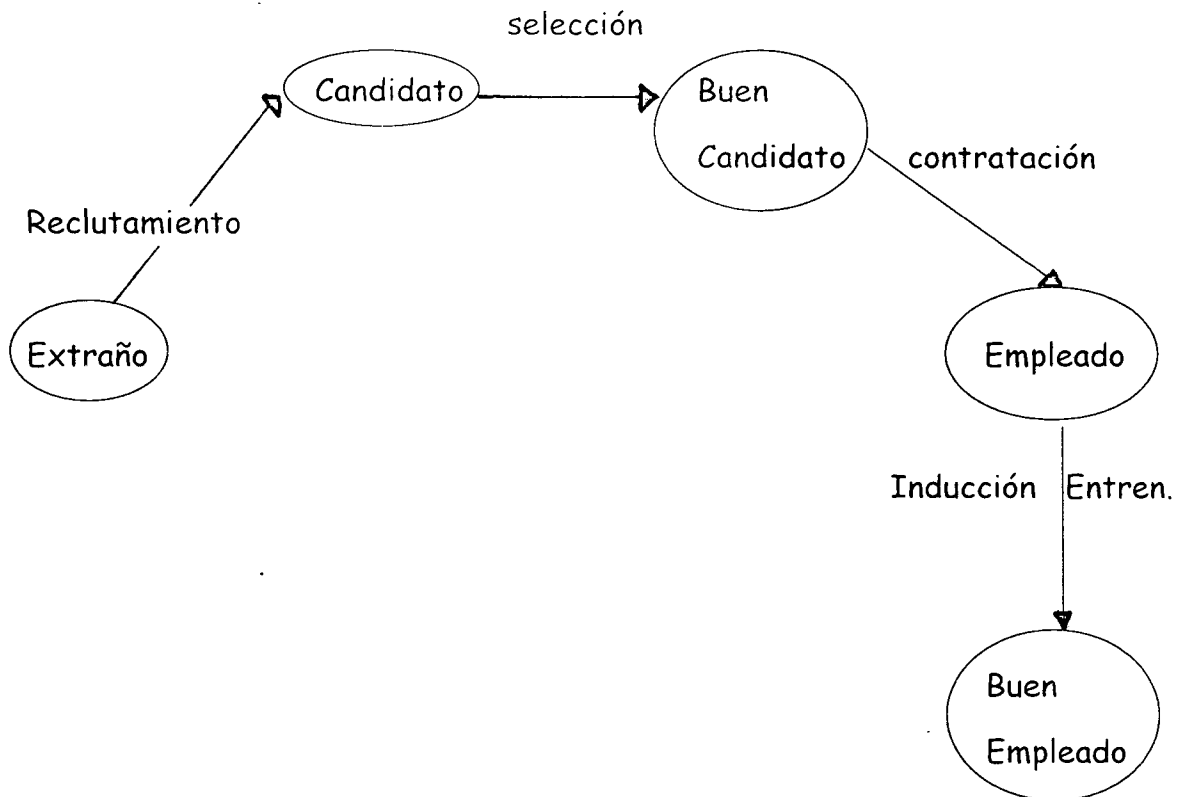 selección
Candidato
Buen
Candidato
contratación
Reclutamiento
Extraño
Empleado
Inducción Entren.
Buen
Empleado